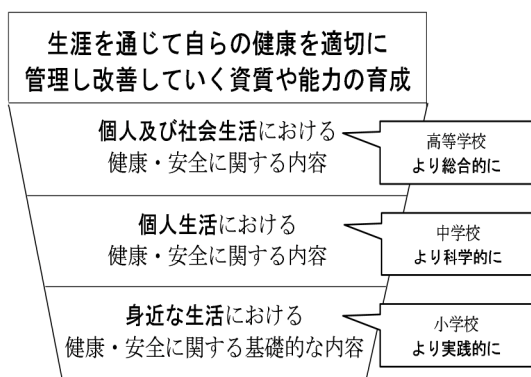 生涯を通じて自らの健康を適切に
管理し改善していく資質や能力の育成
個人及び社会生活における
健康・安全に関する内容
高等学校
より総合的に
個人生活における
健康・安全に関する内容
中学校
より科学的に
身近な生活における
健康・安全に関する基礎的な内容
小学校
より実践的に